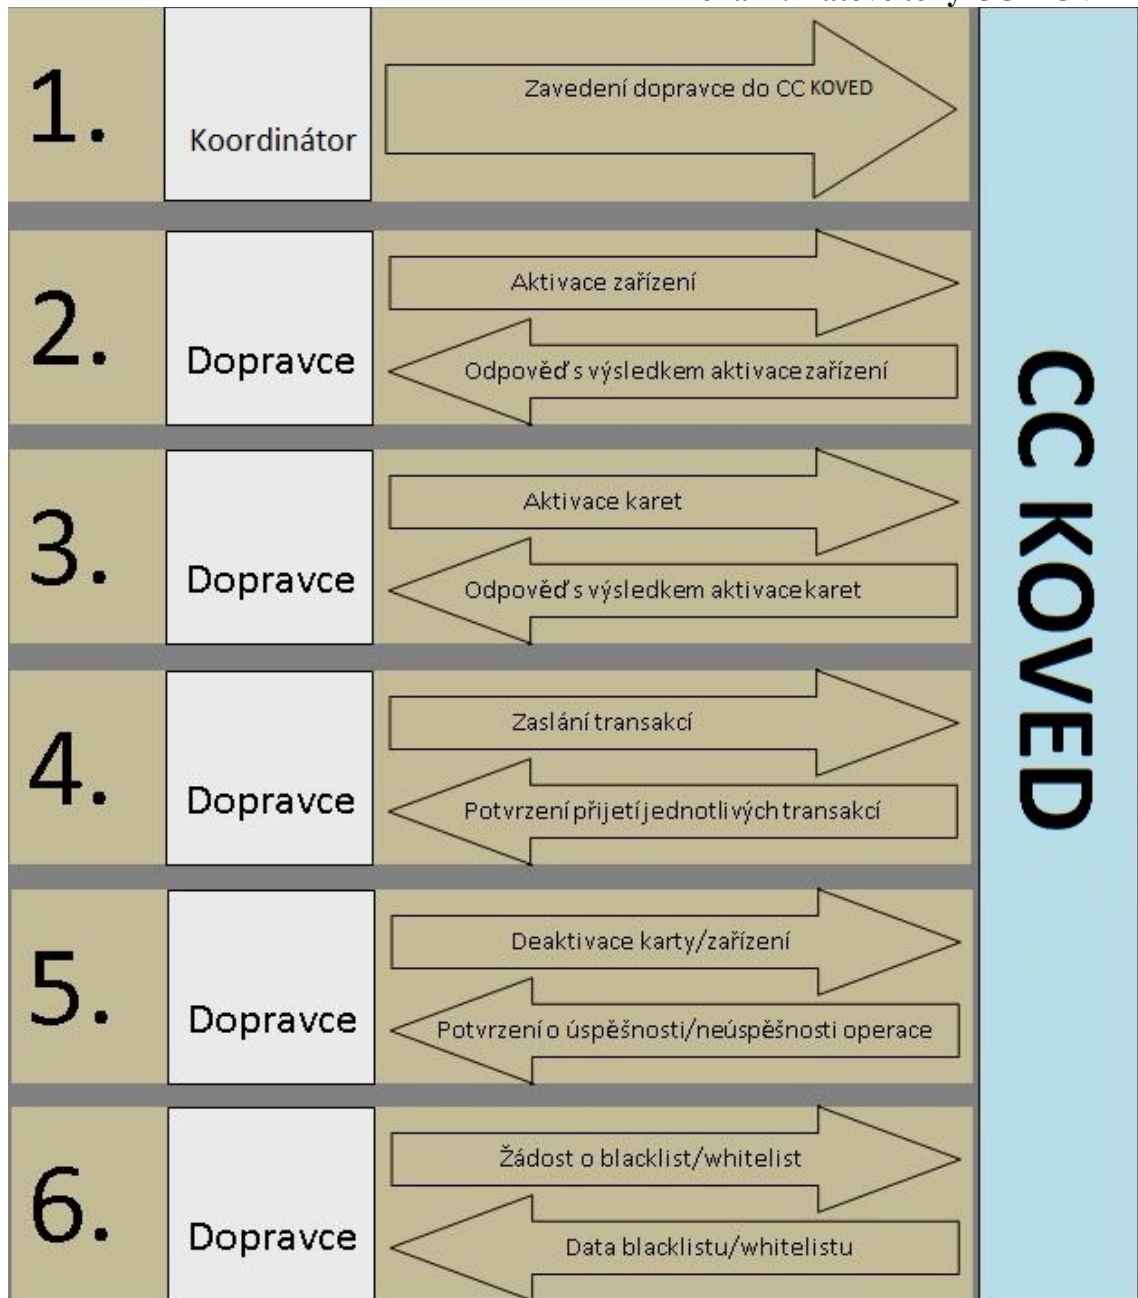 1.
Koordinátor
Zavedení dopravce do CC KOVED
2.
Dopravce
Aktivace zařízení
Odpověď s výsledkem aktivace zařízení
3.
Dopravce
Aktivace karet
Odpověď s výsledkem aktivace karet
4.
Dopravce
Zaslání transakcí
Potvrzení přijetí jednotlivých transakcí
5.
Dopravce
Deaktivace karty/zařízení
Potvrzení o úspěšnosti/neúspěšnosti operace
6.
Dopravce
Žádost o blacklist/whitelist
Data blacklistu/whitelistu
CC KOVED